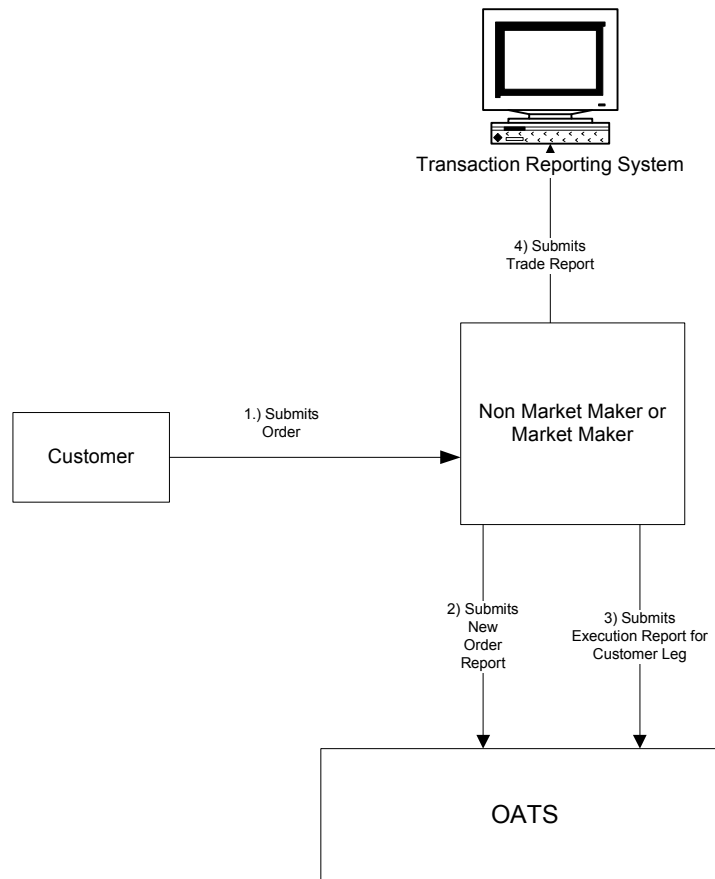 Transaction Reporting System
4) Submits
Trade Report
Non Market Maker or
Market Maker
1.) Submits
Order
Customer
2) Submits
New
Order
Report
3) Submits
Execution Report for
Customer Leg
OATS